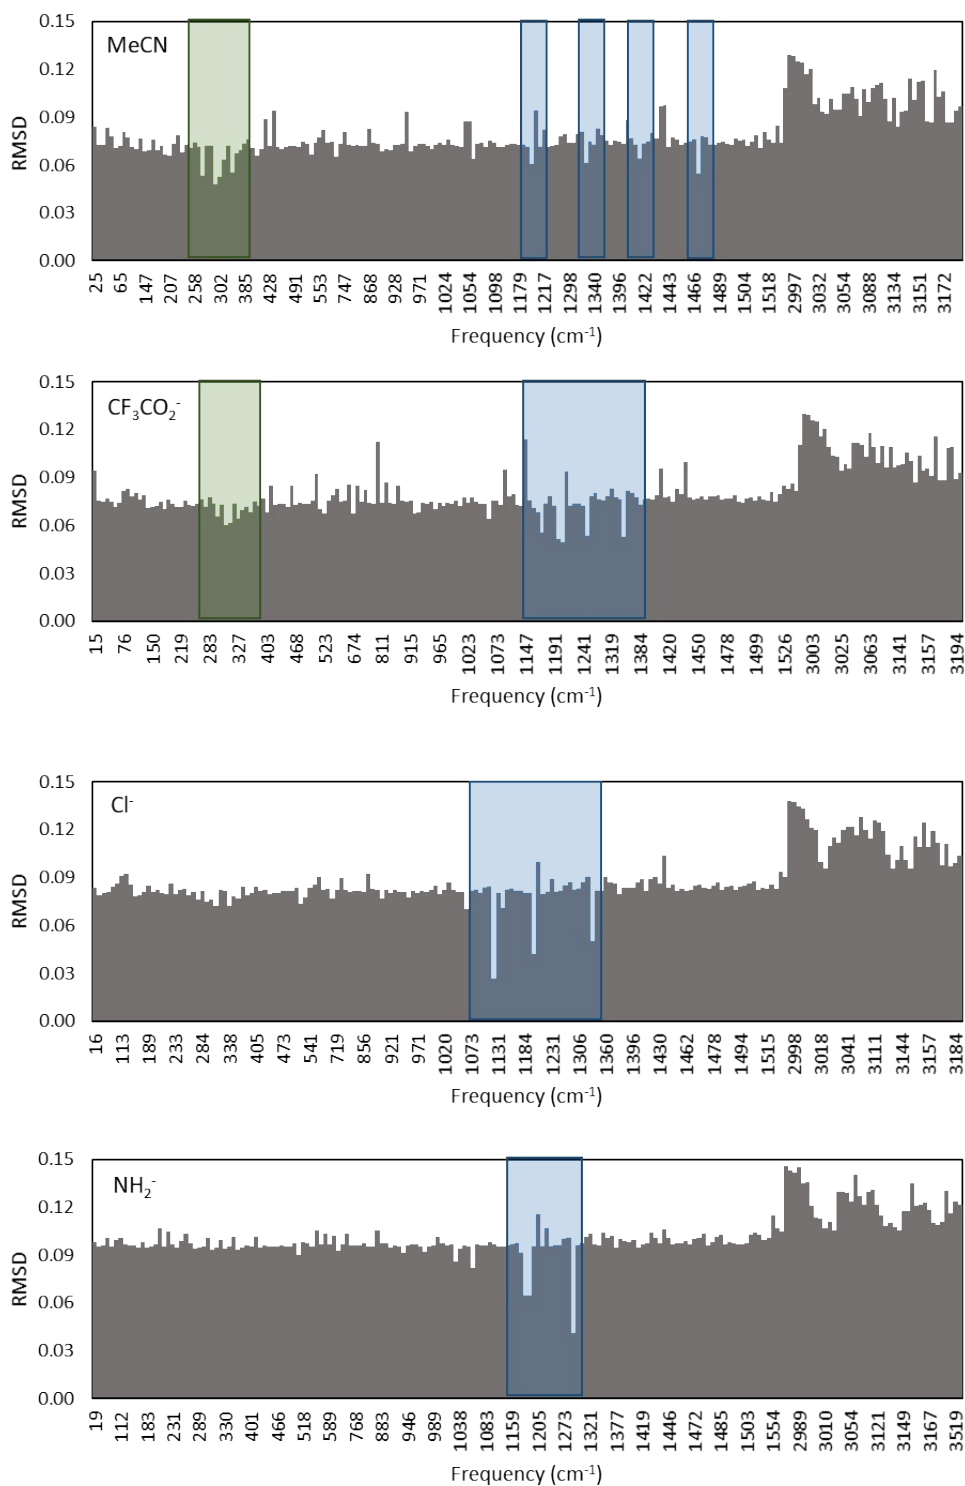 MeCN
RMSD
0.15
0.12
0.09
0.06
0.03
0.00
25 65 147 207 258 302 385 428 491 553 747 868 928 971 1024 1054 1098 1179 1217 1298 1340 1396 1422 1443 1466 1489 1504 1518 2997 3032 3054 3088 3134 3151 3172
Frequency (cm⁻¹)
CF₃CO₂⁻
RMSD
0.15
0.12
0.09
0.06
0.03
0.00
15 76 150 219 283 327 403 468 523 674 811 915 965 1023 1073 1147 1191 1241 1319 1384 1420 1450 1478 1499 1526 3003 3025 3063 3141 3157 3194
Frequency (cm⁻¹)
Cl⁻
RMSD
0.15
0.12
0.09
0.06
0.03
0.00
16 113 189 233 284 338 405 473 541 719 856 921 971 1020 1073 1131 1184 1231 1306 1360 1396 1430 1462 1478 1494 1515 2998 3018 3041 3111 3144 3157 3184
Frequency (cm⁻¹)
NH₂⁻
RMSD
0.15
0.12
0.09
0.06
0.03
0.00
19 112 183 231 289 330 401 466 518 589 768 883 946 989 1038 1083 1159 1205 1273 1321 1377 1419 1446 1472 1485 1503 1554 2989 3010 3054 3121 3149 3167 3519
Frequency (cm⁻¹)